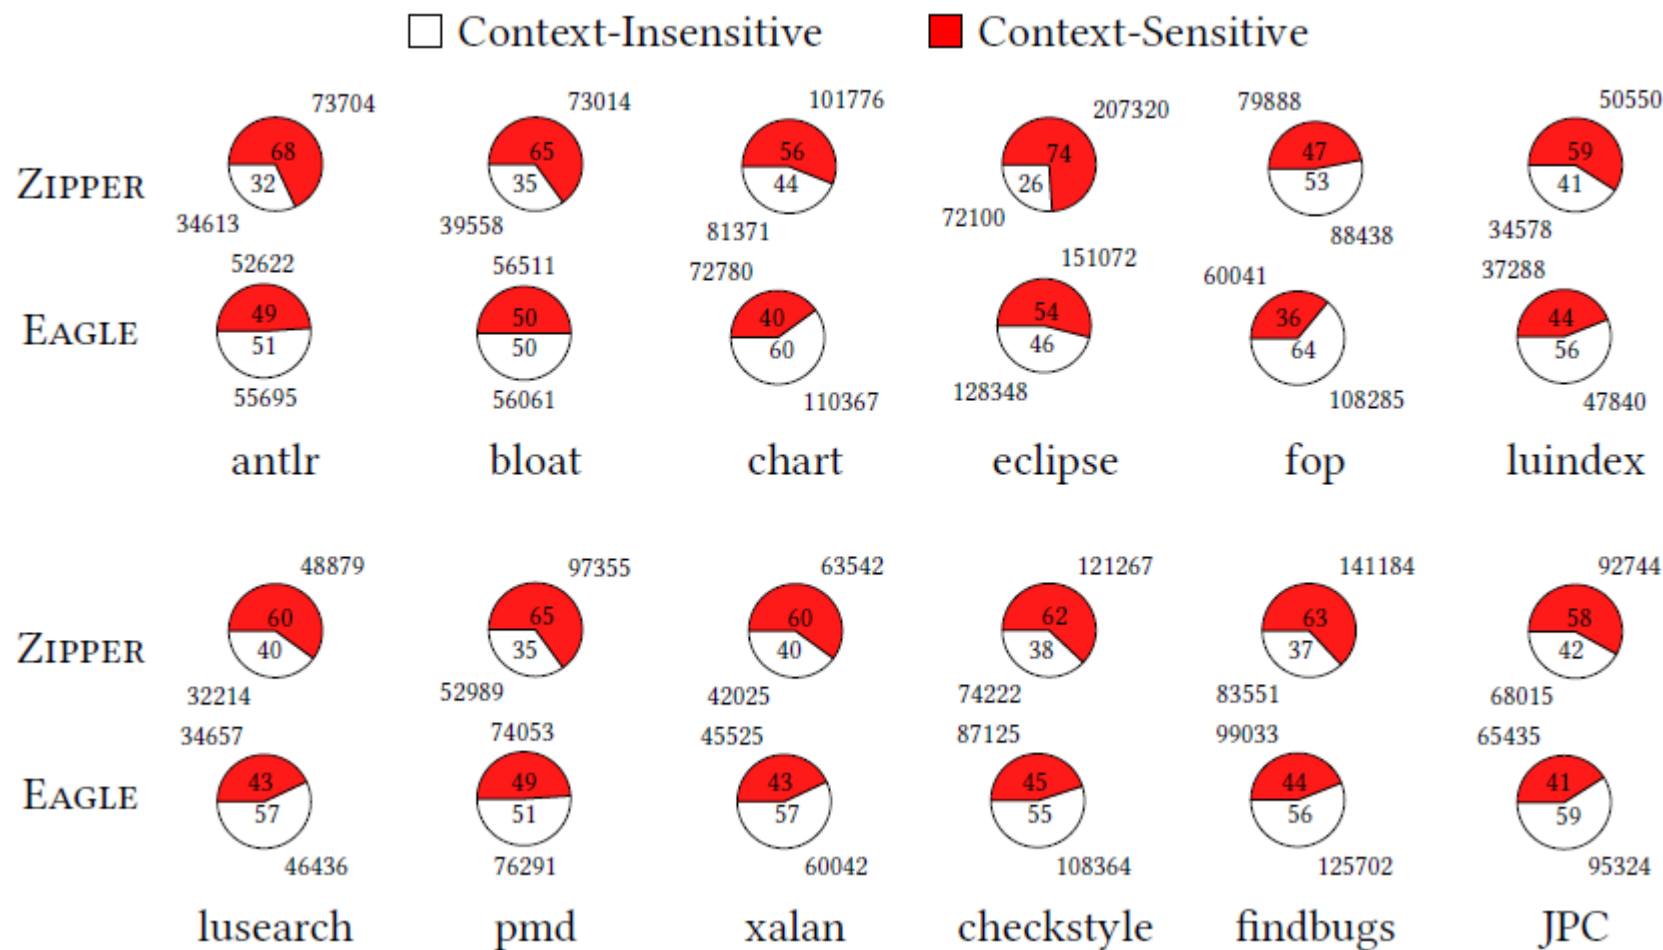 Context-Insensitive Context-Sensitive
73704 73014 101776 207320 79888 50550
ZIPPER 68 32 65 35 56 44 74 26 47 53 59 41
34613 39558 81371 72100 88438 34578
52622 56511 72780 151072 60041 37288
EAGLE 49 51 50 50 40 60 54 46 36 64 44 56
55695 56061 110367 128348 108285 47840
antlr bloat chart eclipse fop luindex
48879 97355 63542 121267 141184 92744
ZIPPER 60 40 65 35 60 40 62 38 63 37 58 42
32214 52989 42025 74222 83551 68015
34657 74053 45525 87125 99033 65435
EAGLE 43 57 49 51 43 57 45 55 44 56 41 59
46436 76291 60042 108364 125702 95324
lusearch pmd xalan checkstyle findbugs JPC